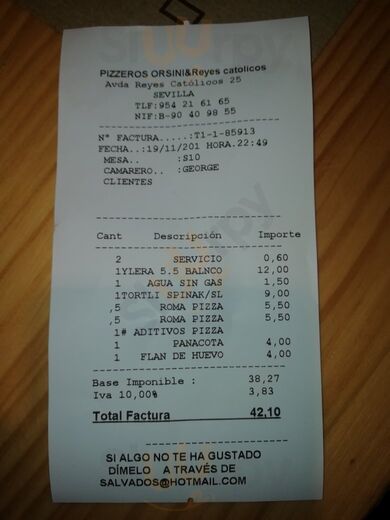 PIZZEROS ORSINI&Reyes catolicos
Avda Reyes Católicos 25
SEVILLA
TLF:954 21 61 65
NIF:B-90 40 98 55
Nº FACTURA.....:T1-1-85913
FECHA..:19/11/201 HORA.22:49
MESA.. :S10
CAMARERO.. :GEORGE
CLIENTES
Cant Descripción Importe
2 SERVICIO 0,60
1YLERA 5.5 BALNCO 12,00
1 AGUA SIN GAS 1,50
1TORTLI SPINAK/SL 9,00
,5 ROMA PIZZA 5,50
,5 ROMA PIZZA 5,50
1# ADITIVOS PIZZA
1 PANACOTA 4,00
1 FLAN DE HUEVO 4,00
Base Imponible : 38,27
Iva 10,00% 3,83
Total Factura 42,10
SI ALGO NO TE HA GUSTADO
DÍMELO A TRAVÉS DE
SALVADOS@HOTMAIL.COM